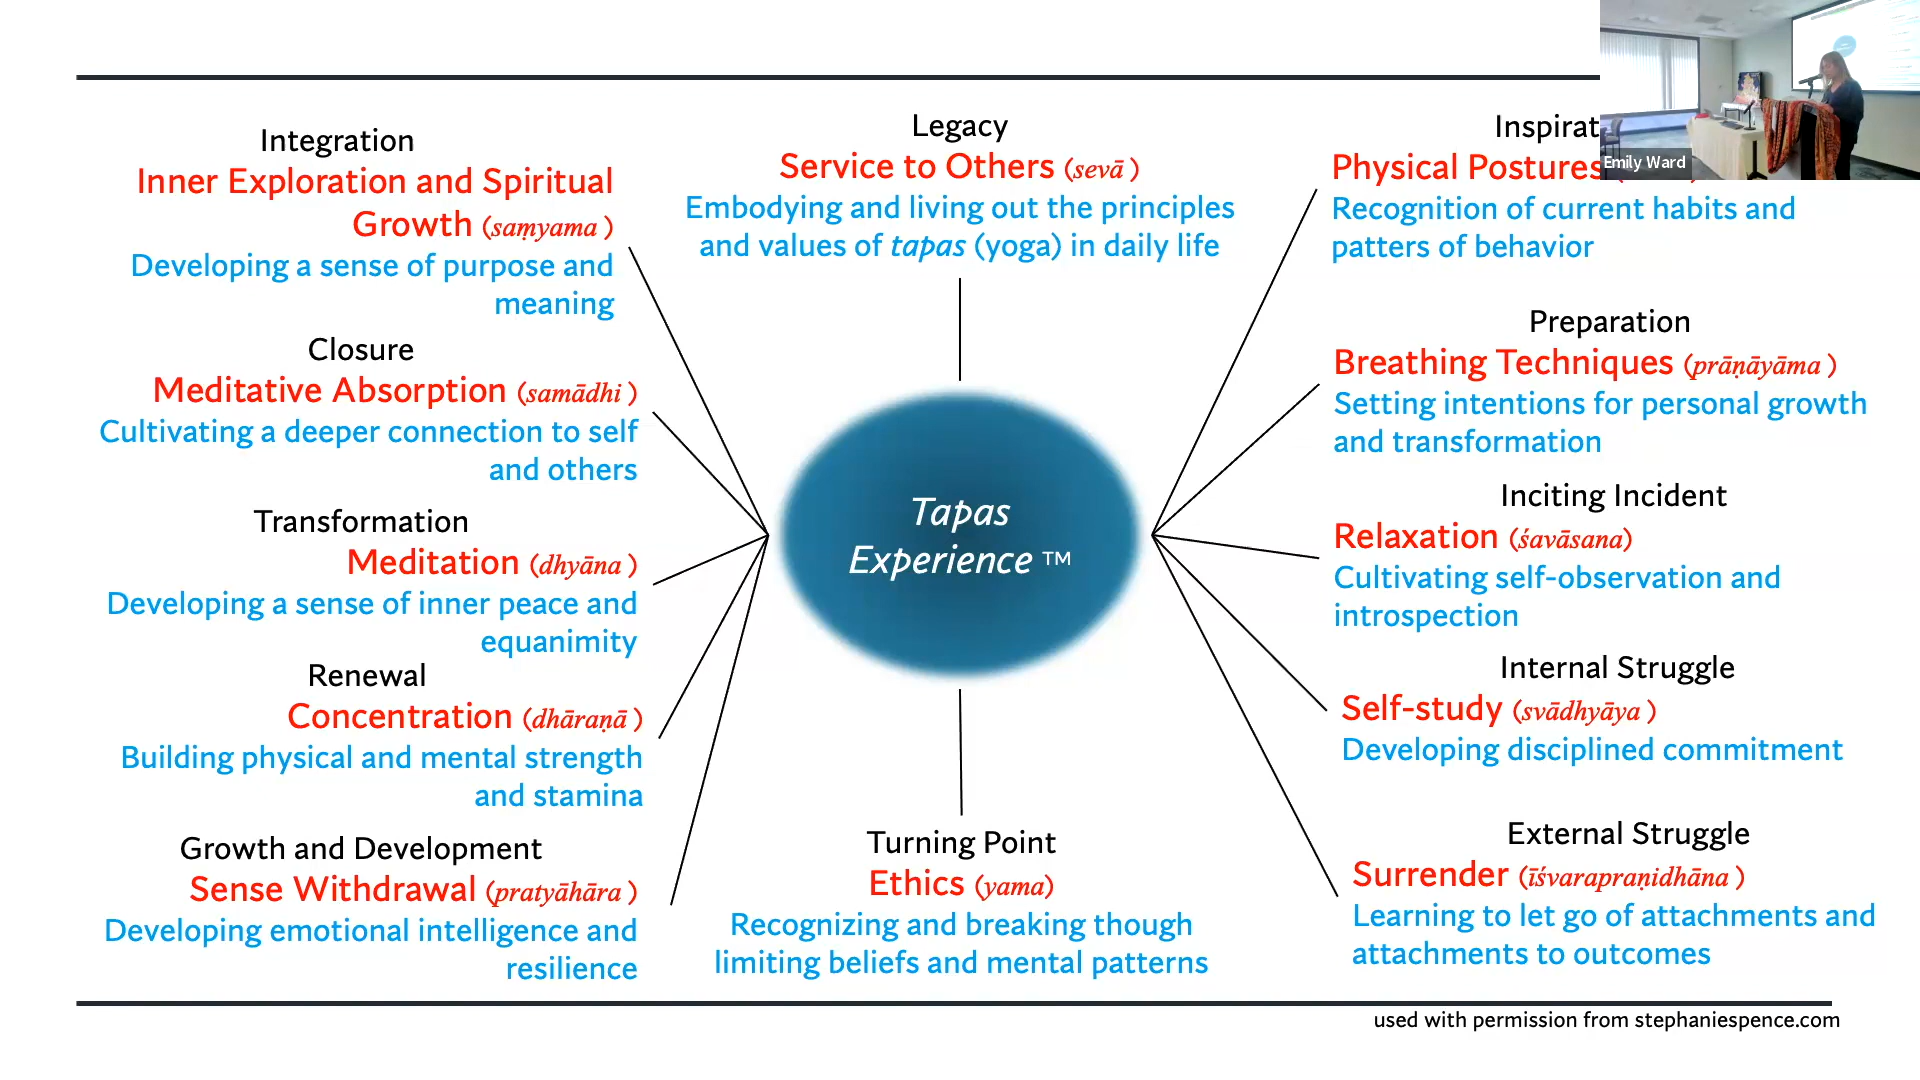 Integration
Inner Exploration and Spiritual
Growth (saṃyama )
Developing a sense of purpose and
meaning
Closure
Meditative Absorption (samādhi )
Cultivating a deeper connection to self
and others
Transformation
Meditation (dhyāna )
Developing a sense of inner peace and
equanimity
Renewal
Concentration (dhāraṇā )
Building physical and mental strength
and stamina
Growth and Development
Sense Withdrawal (pratyāhāra )
Developing emotional intelligence and
resilience
Legacy
Service to Others (sevā )
Embodying and living out the principles
and values of tapas (yoga) in daily life
Tapas
Experience ™
Turning Point
Ethics (yama)
Recognizing and breaking though
limiting beliefs and mental patterns
Inspirat
Physical Postures
Recognition of current habits and
patters of behavior
Preparation
Breathing Techniques (prāṇāyāma )
Setting intentions for personal growth
and transformation
Inciting Incident
Relaxation (śavāsana)
Cultivating self-observation and
introspection
Internal Struggle
Self-study (svādhyāya )
Developing disciplined commitment
External Struggle
Surrender (īśvarapraṇidhāna )
Learning to let go of attachments and
attachments to outcomes
Emily Ward
used with permission from stephaniespence.com